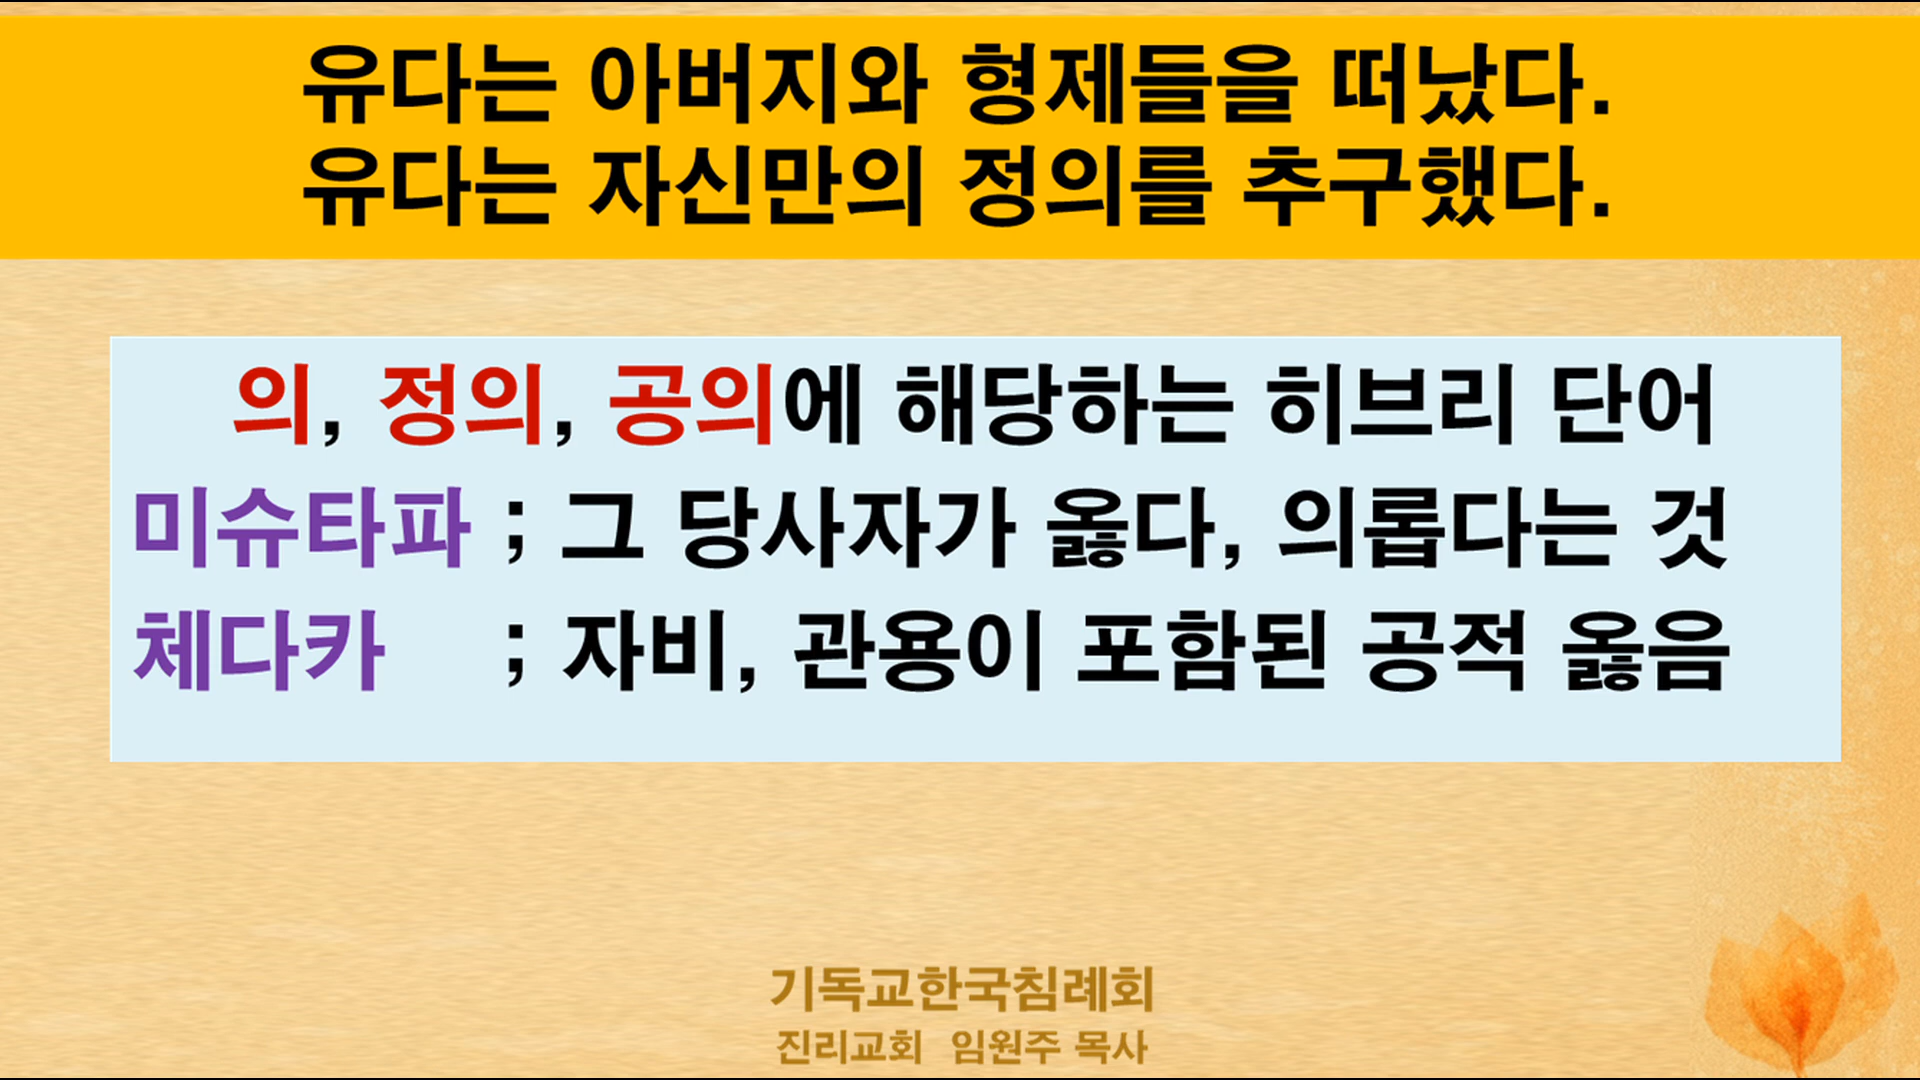 유다는 아버지와 형제들을 떠났다.
유다는 자신만의 정의를 추구했다.
의, 정의, 공의에 해당하는 히브리 단어
미슈타파 ; 그 당사자가 옳다, 의롭다는 것
체다카 ; 자비, 관용이 포함된 공적 옳음
기독교한국침례회
진리교회 임원주 목사